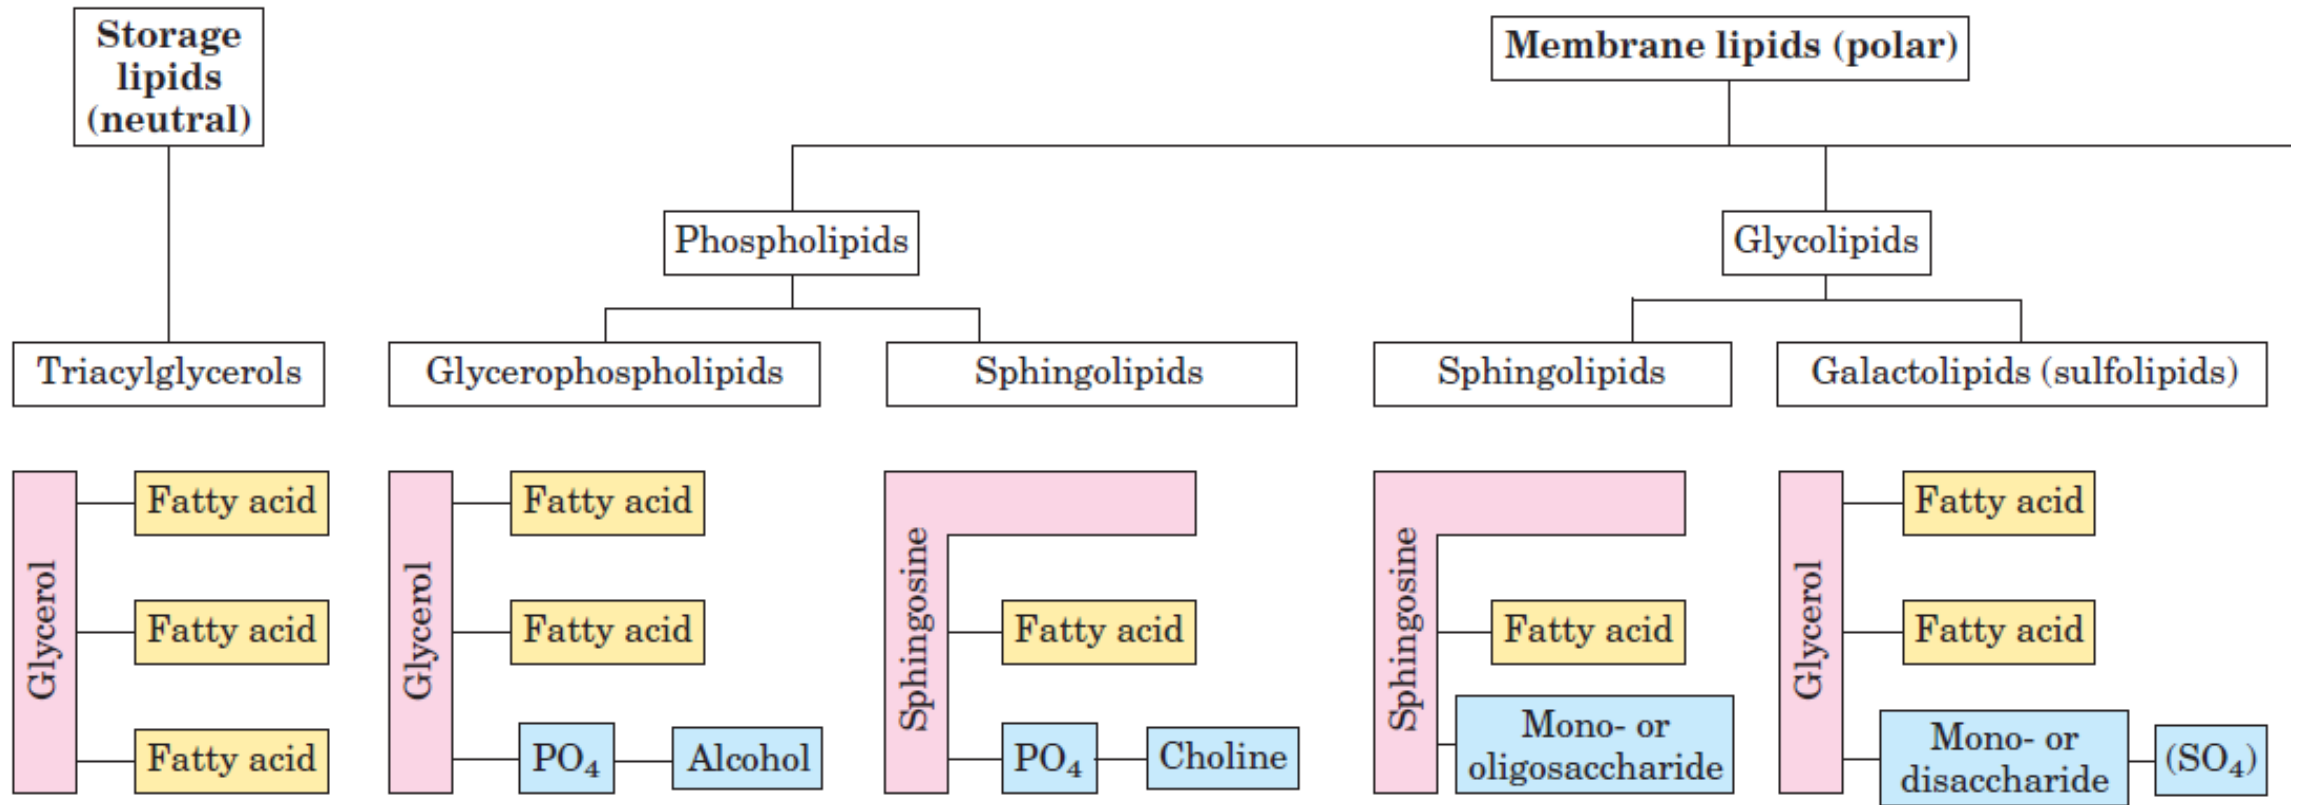 Storage
lipids
(neutral)
Membrane lipids (polar)
Phospholipids
Glycolipids
Triacylglycerols
Glycerophospholipids
Sphingolipids
Sphingolipids
Galactolipids (sulfolipids)
Glycerol
Fatty acid
Fatty acid
Fatty acid
Glycerol
Fatty acid
Fatty acid
PO₄
Alcohol
Sphingosine
Fatty acid
PO₄
Choline
Sphingosine
Fatty acid
Mono- or
oligosaccharide
Glycerol
Fatty acid
Fatty acid
Mono- or
disaccharide
(SO₄)